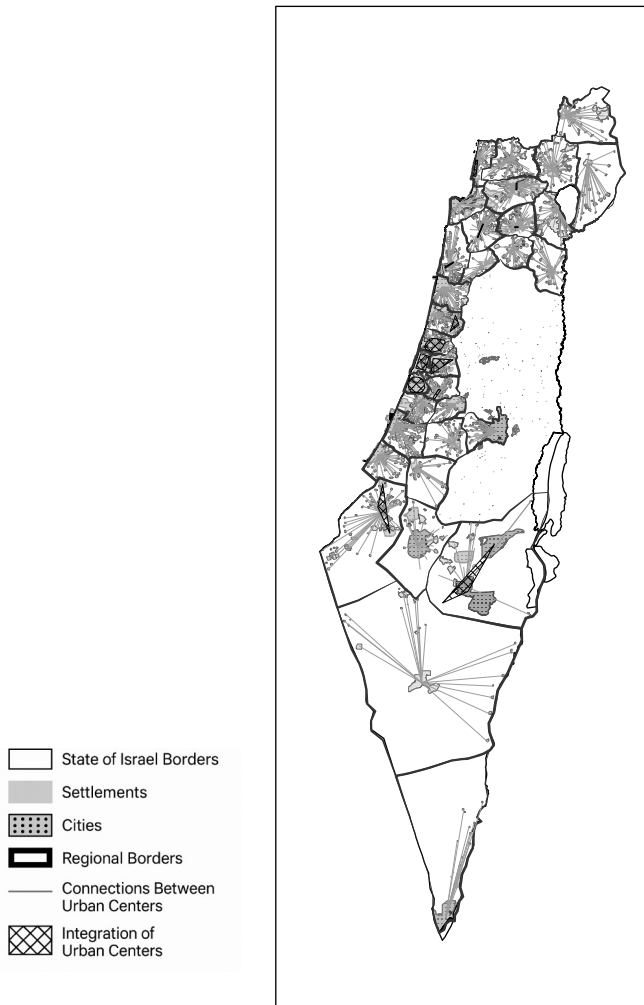 State of Israel Borders
Settlements
Cities
Regional Borders
Connections Between
Urban Centers
Integration of
Urban Centers